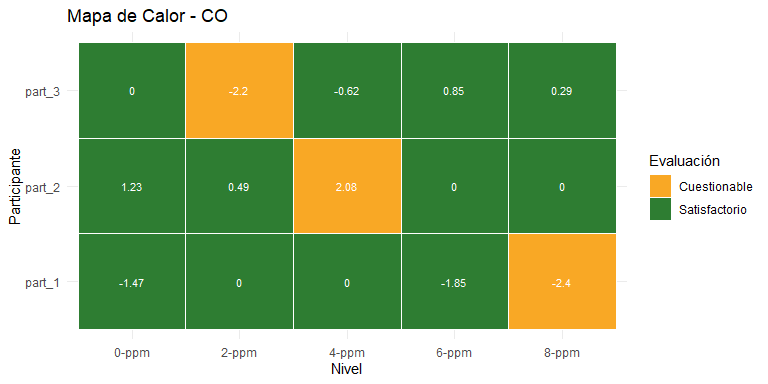 Mapa de Calor - CO
Participante
part_3
0
-2.2
-0.62
0.85
0.29
part_2
1.23
0.49
2.08
0
0
part_1
-1.47
0
0
-1.85
-2.4
0-ppm
2-ppm
4-ppm
6-ppm
8-ppm
Nivel
Evaluación
Cuestionable
Satisfactorio